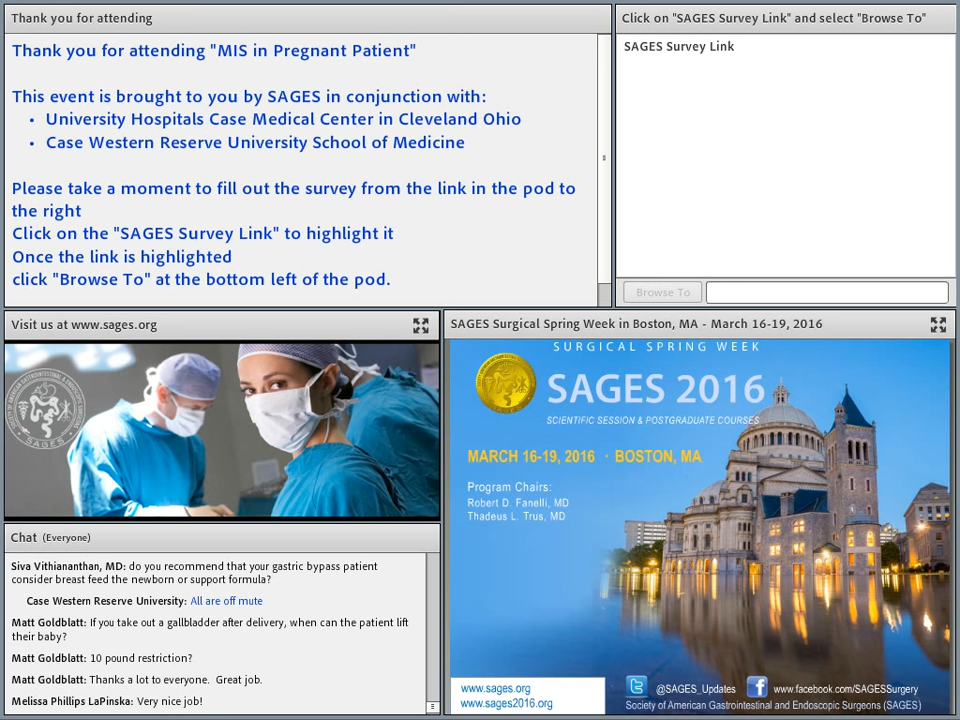 Thank you for attending
Thank you for attending "MIS in Pregnant Patient"
This event is brought to you by SAGES in conjunction with:
• University Hospitals Case Medical Center in Cleveland Ohio
• Case Western Reserve University School of Medicine
Please take a moment to fill out the survey from the link in the pod to
the right
Click on the "SAGES Survey Link" to highlight it
Once the link is highlighted
click "Browse To" at the bottom left of the pod.
Click on "SAGES Survey Link" and select "Browse To"
SAGES Survey Link
Browse To
Visit us at www.sages.org
SAGES
Chat (Everyone)
Siva Vithiananthan, MD: do you recommend that your gastric bypass patient
consider breast feed the newborn or support formula?
Case Western Reserve University: All are off mute
Matt Goldblatt: If you take out a gallbladder after delivery, when can the patient lift
their baby?
Matt Goldblatt: 10 pound restriction?
Matt Goldblatt: Thanks a lot to everyone.  Great job.
Melissa Phillips LaPinska: Very nice job!
SAGES Surgical Spring Week in Boston, MA - March 16-19, 2016
SURGICAL SPRING WEEK
SAGES 2016
SCIENTIFIC SESSION & POSTGRADUATE COURSES
MARCH 16-19, 2016 · BOSTON, MA
Program Chairs:
Robert D. Fanelli, MD
Thadeus L. Trus, MD
www.sages.org
www.sages2016.org
@SAGES_Updates
www.facebook.com/SAGESSurgery
Society of American Gastrointestinal and Endoscopic Surgeons (SAGES)